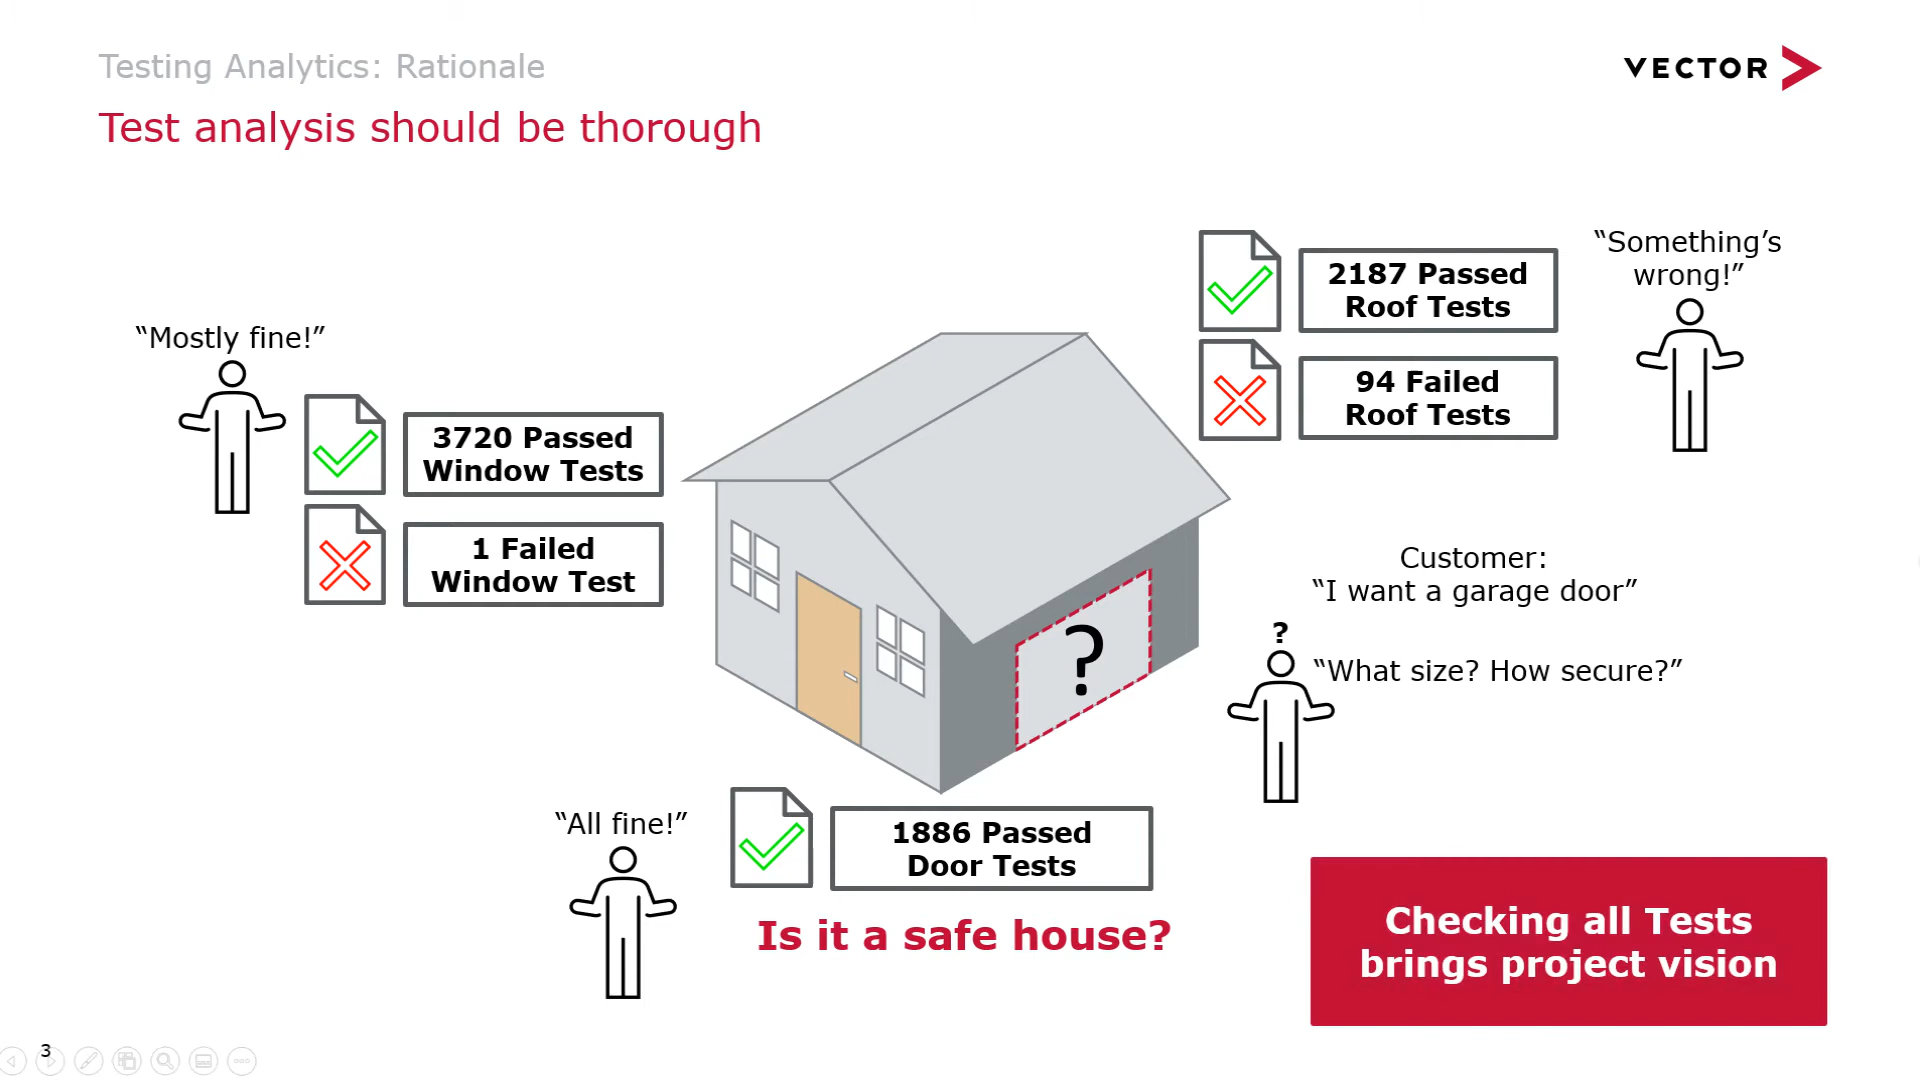 Testing Analytics: Rationale
VECTOR
Test analysis should be thorough
“Something’s
wrong!”
2187 Passed
Roof Tests
94 Failed
Roof Tests
“Mostly fine!”
3720 Passed
Window Tests
1 Failed
Window Test
Customer:
“I want a garage door”
?
?
“What size? How secure?”
“All fine!”
1886 Passed
Door Tests
Is it a safe house?
Checking all Tests
brings project vision
3